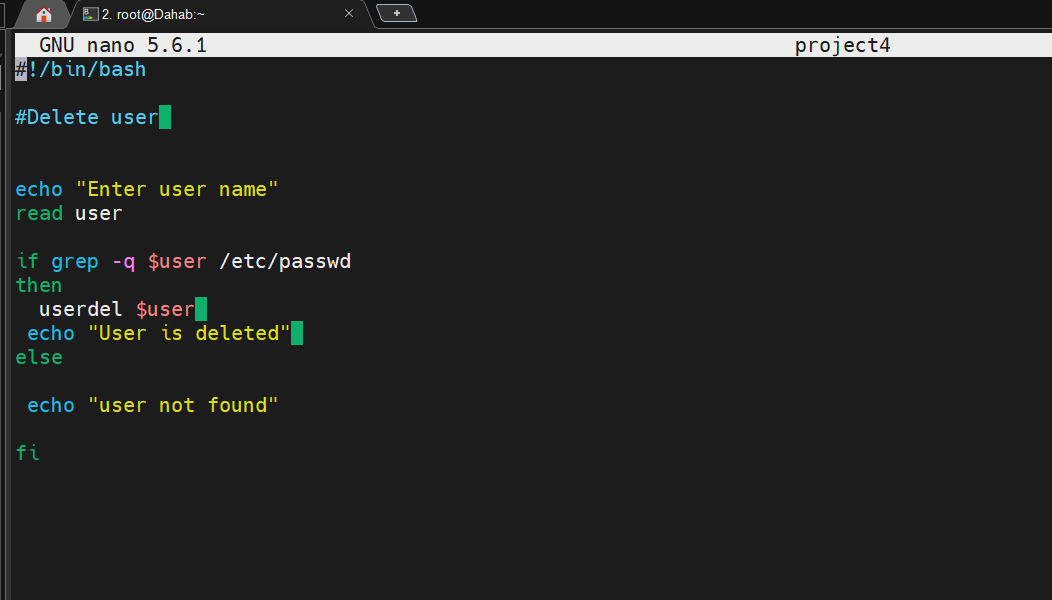 2. root@Dahab:~
GNU nano 5.6.1 project4
#!/bin/bash
#Delete user
echo "Enter user name"
read user
if grep -q $user /etc/passwd
then
userdel $user
echo "User is deleted"
else
echo "user not found"
fi